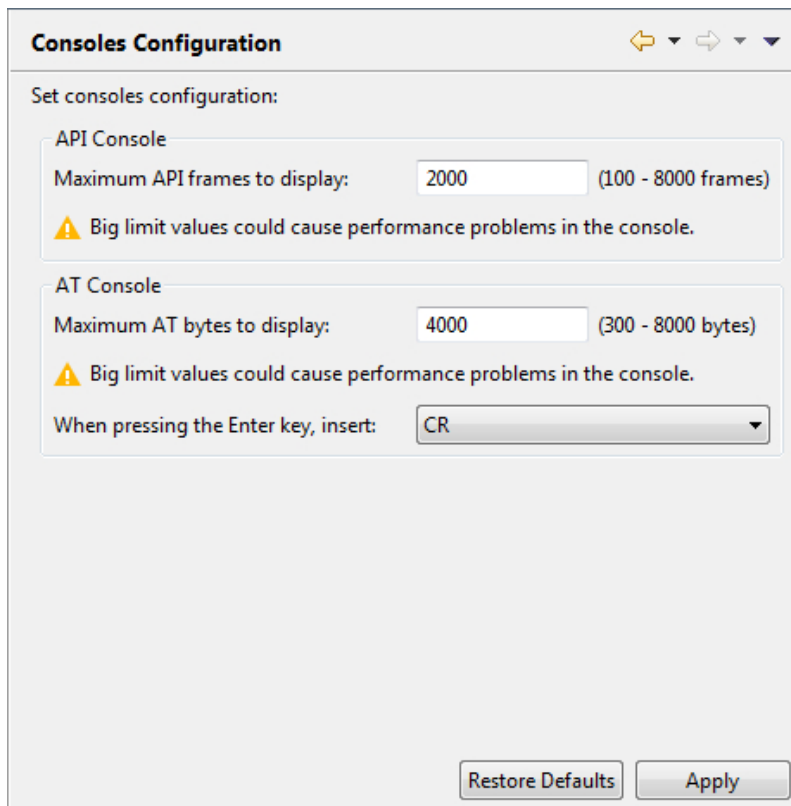 Consoles Configuration
Set consoles configuration:
API Console
Maximum API frames to display: 2000 (100 - 8000 frames)
Big limit values could cause performance problems in the console.
AT Console
Maximum AT bytes to display: 4000 (300 - 8000 bytes)
Big limit values could cause performance problems in the console.
When pressing the Enter key, insert: CR
Restore Defaults Apply